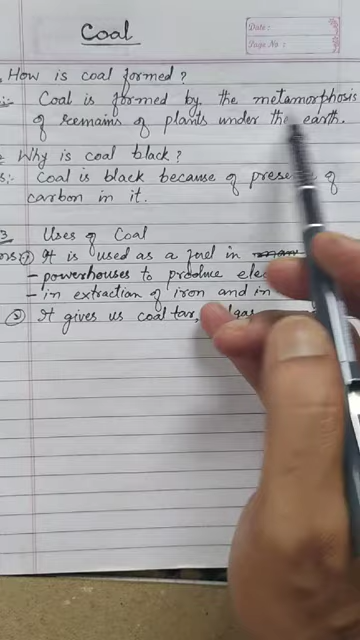 Coal
Date :
Page No :
How is coal formed?
:- Coal is formed by the metamorphosis
of remains of plants under the earth.
Why is coal black?
s:- Coal is black because of of
carbon in it.
3 Uses of Coal
ns:- ① It is used as a fuel in
- powerhouses to produce
- in extraction of iron and in
② It gives us coal tar,